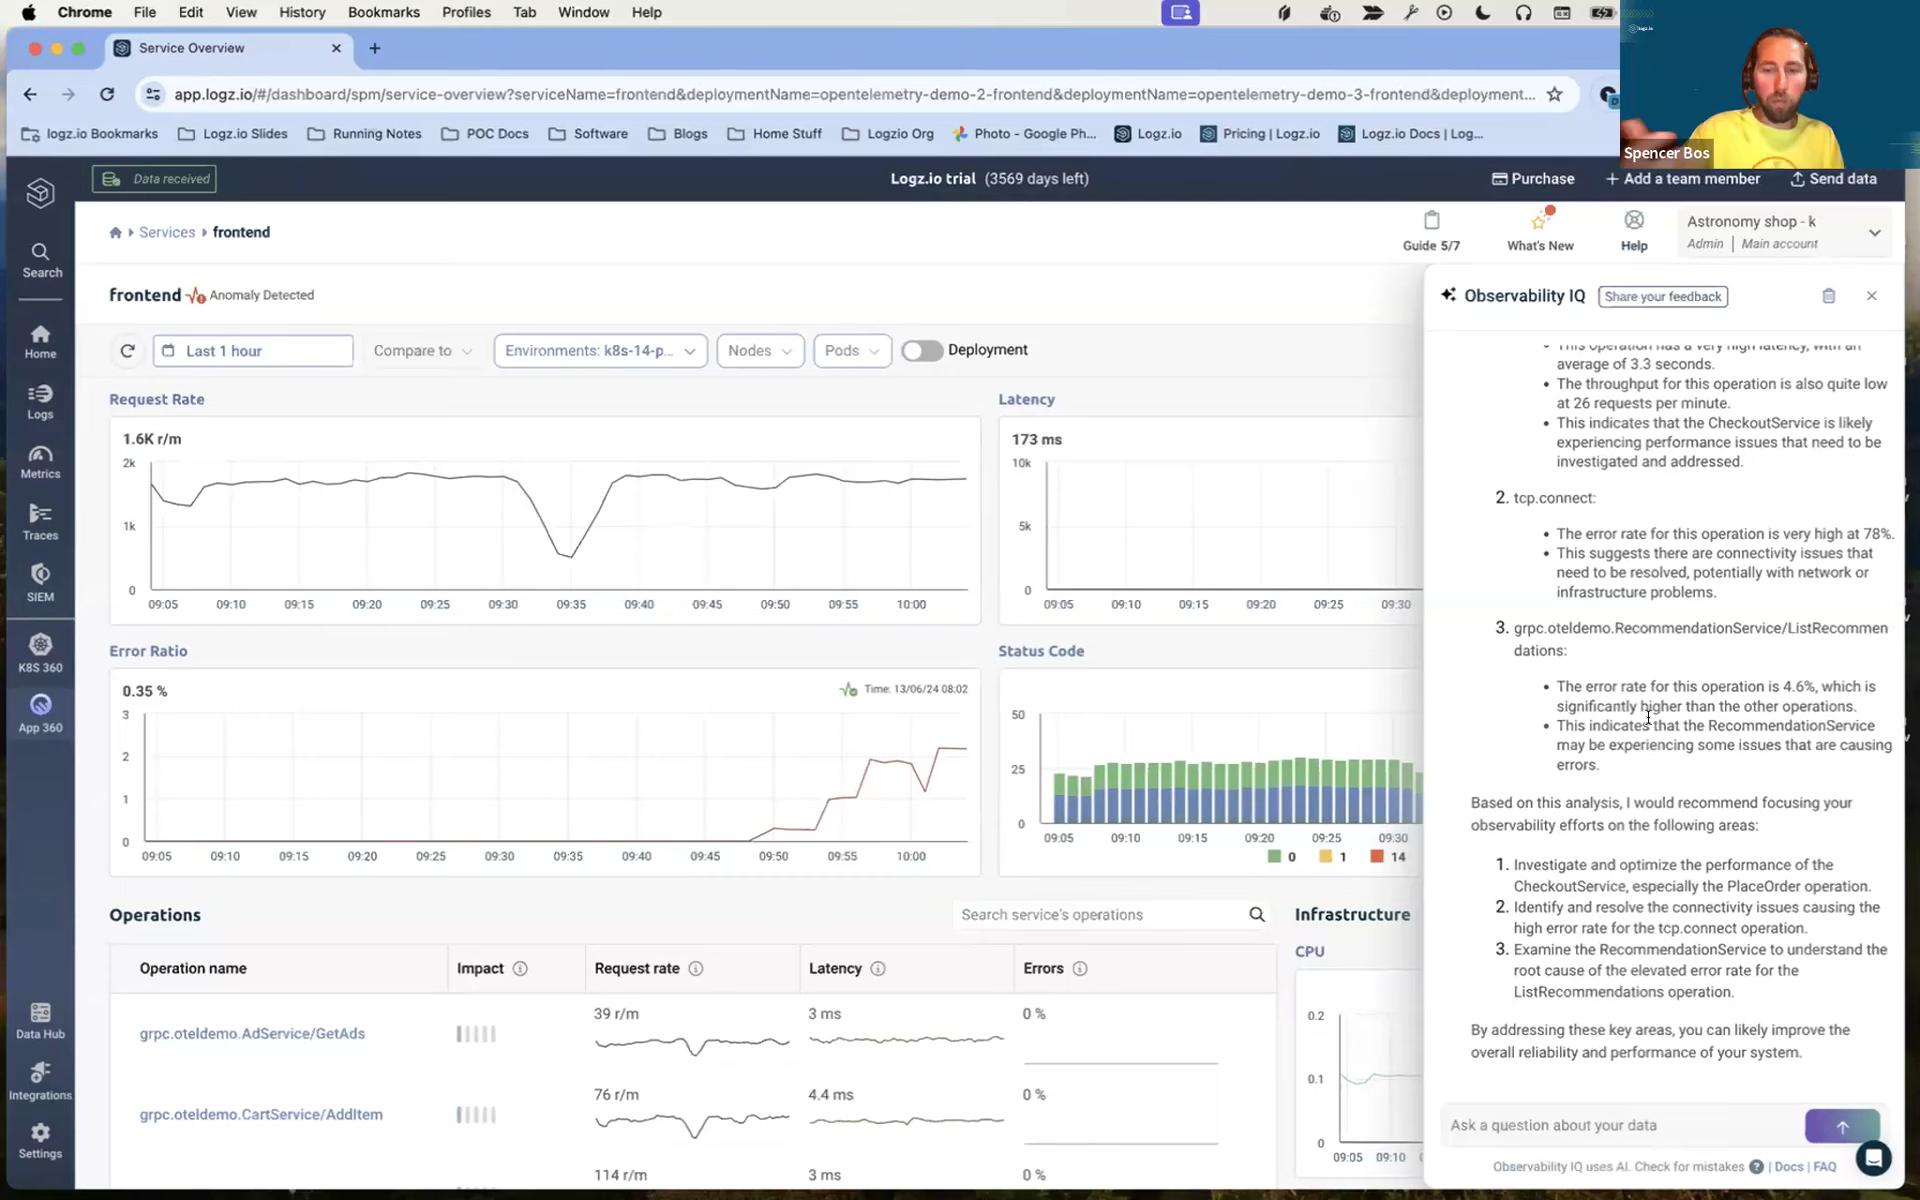 Chrome File Edit View History Bookmarks Profiles Tab Window Help
Service Overview
app.logz.io/#/dashboard/spm/service-overview?serviceName=frontend&deploymentName=opentelemetry-demo-2-frontend&deploymentName=opentelemetry-demo-3-frontend&deployment...
logz.io Bookmarks Logz.io Slides Running Notes POC Docs Software Blogs Home Stuff Logzio Org Photo - Google Ph... Logz.io Pricing | Logz.io Logz.io Docs | Log...
logz.io
Spencer Bos
Data received
Logz.io trial (3569 days left)
Purchase + Add a team member Send data
Search
Home
Logs
Metrics
Traces
SIEM
K8S 360
App 360
Data Hub
Integrations
Settings
Services frontend
Guide 5/7 What's New Help
Astronomy shop - k
Admin | Main account
frontend Anomaly Detected
Last 1 hour Compare to Environments: k8s-14-p... Nodes Pods Deployment
Request Rate
1.6K r/m
2k
1k
0
09:05 09:10 09:15 09:20 09:25 09:30 09:35 09:40 09:45 09:50 09:55 10:00
Latency
173 ms
10k
5k
0
09:05 09:10 09:15 09:20 09:25 09:30
Error Ratio
0.35 % Time: 13/06/24 08:02
3
2
1
0
09:05 09:10 09:15 09:20 09:25 09:30 09:35 09:40 09:45 09:50 09:55 10:00
Status Code
50
25
0
09:05 09:10 09:15 09:20 09:25 09:30
0 1 14
Operations
Search service's operations
Operation name Impact Request rate Latency Errors
39 r/m 3 ms 0 %
grpc.oteldemo.AdService/GetAds
76 r/m 4.4 ms 0 %
grpc.oteldemo.CartService/AddItem
114 r/m 3 ms 0 %
Infrastructure
CPU
0.2
0.1
0
09:05 09:10
Observability IQ Share your feedback
This operation has a very high latency, with an
average of 3.3 seconds.
• The throughput for this operation is also quite low
at 26 requests per minute.
• This indicates that the CheckoutService is likely
experiencing performance issues that need to be
investigated and addressed.
2. tcp.connect:
• The error rate for this operation is very high at 78%.
• This suggests there are connectivity issues that
need to be resolved, potentially with network or
infrastructure problems.
3. grpc.oteldemo.RecommendationService/ListRecommen
dations:
• The error rate for this operation is 4.6%, which is
significantly higher than the other operations.
• This indicates that the RecommendationService
may be experiencing some issues that are causing
errors.
Based on this analysis, I would recommend focusing your
observability efforts on the following areas:
1. Investigate and optimize the performance of the
CheckoutService, especially the PlaceOrder operation.
2. Identify and resolve the connectivity issues causing the
high error rate for the tcp.connect operation.
3. Examine the RecommendationService to understand the
root cause of the elevated error rate for the
ListRecommendations operation.
By addressing these key areas, you can likely improve the
overall reliability and performance of your system.
Ask a question about your data
Observability IQ uses AI. Check for mistakes | Docs | FAQ